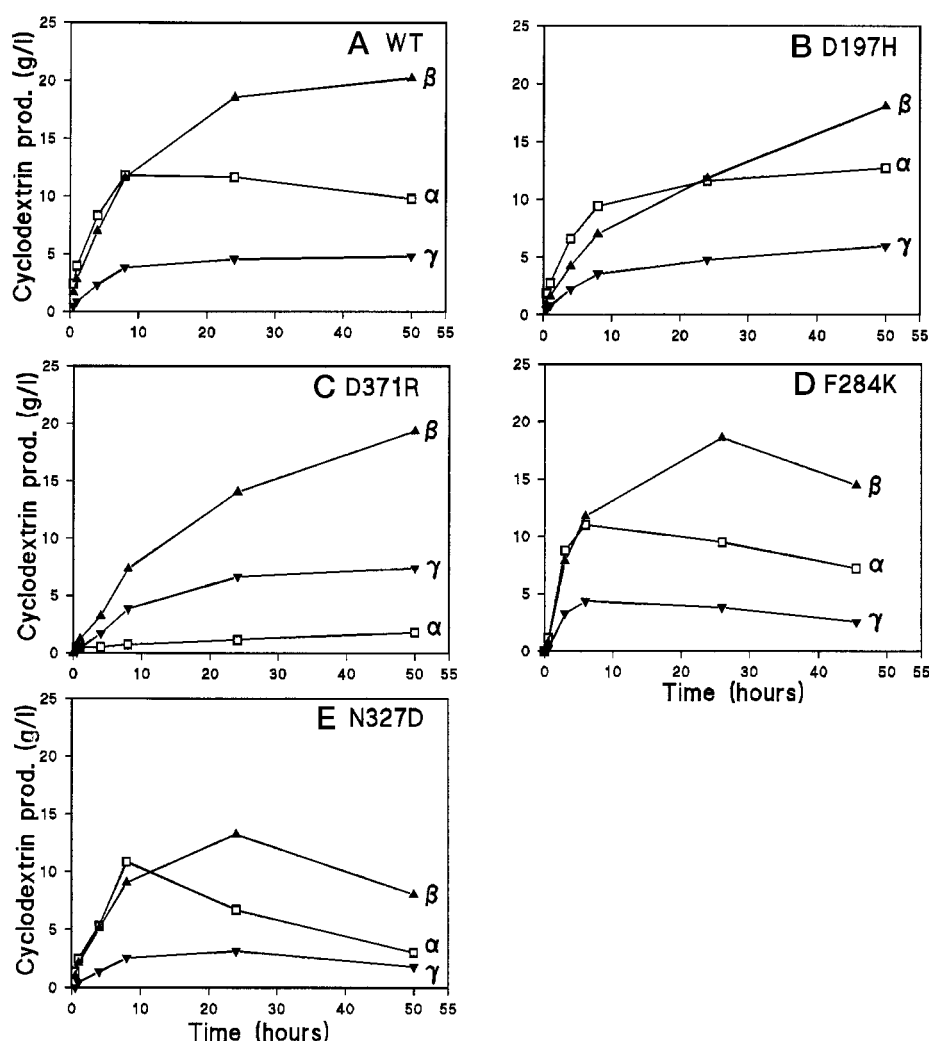 A WT
Cyclodextrin prod. (g/l)
25
20
15
10
5
0
β
α
γ
0 10 20 30 40 50 55
B D197H
25
20
15
10
5
0
β
α
γ
0 10 20 30 40 50 55
C D371R
Cyclodextrin prod. (g/l)
25
20
15
10
5
0
β
γ
α
0 10 20 30 40 50 55
D F284K
25
20
15
10
5
0
β
α
γ
0 10 20 30 40 50 55
Time (hours)
E N327D
Cyclodextrin prod. (g/l)
25
20
15
10
5
0
β
α
γ
0 10 20 30 40 50 55
Time (hours)